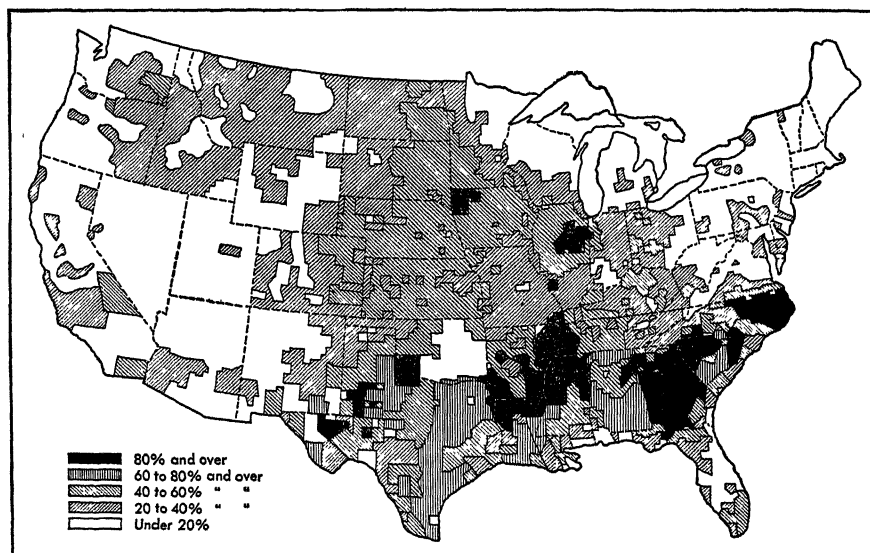 80% and over
60 to 80% and over
40 to 60% “ “
20 to 40% “ “
Under 20%